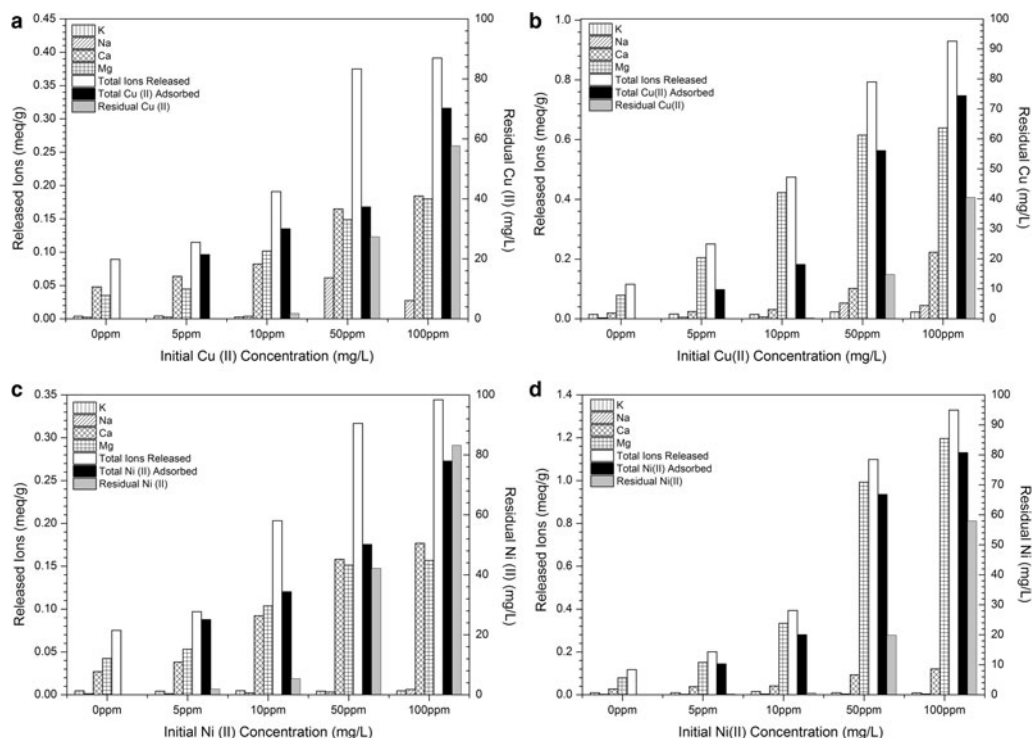 a
0.45
0.40
0.35
0.30
0.25
0.20
0.15
0.10
0.05
0.00
Released Ions (meq/g)
K
Na
Ca
Mg
Total Ions Released
Total Cu (II) Adsorbed
Residual Cu (II)
100
80
60
40
20
0
Residual Cu (II) (mg/L)
0ppm 5ppm 10ppm 50ppm 100ppm
Initial Cu (II) Concentration (mg/L)
b
1.0
0.8
0.6
0.4
0.2
0.0
Released Ions (meq/g)
K
Na
Ca
Mg
Total Ions Released
Total Cu(II) Adsorbed
Residual Cu(II)
100
90
80
70
60
50
40
30
20
10
0
Residual Cu (mg/L)
0ppm 5ppm 10ppm 50ppm 100ppm
Initial Cu(II) Concentration (mg/L)
c
0.35
0.30
0.25
0.20
0.15
0.10
0.05
0.00
Released Ions (meq/g)
K
Na
Ca
Mg
Total Ions Released
Total Ni (II) Adsorbed
Residual Ni (II)
100
80
60
40
20
0
Residual Ni (II) (mg/L)
0ppm 5ppm 10ppm 50ppm 100ppm
Initial Ni (II) Concentration (mg/L)
d
1.4
1.2
1.0
0.8
0.6
0.4
0.2
0.0
Released Ions (meq/g)
K
Na
Ca
Mg
Total Ions Released
Total Ni(II) Adsorbed
Residual Ni(II)
100
90
80
70
60
50
40
30
20
10
0
Residual Ni (mg/L)
0ppm 5ppm 10ppm 50ppm 100ppm
Initial Ni(II) Concentration (mg/L)